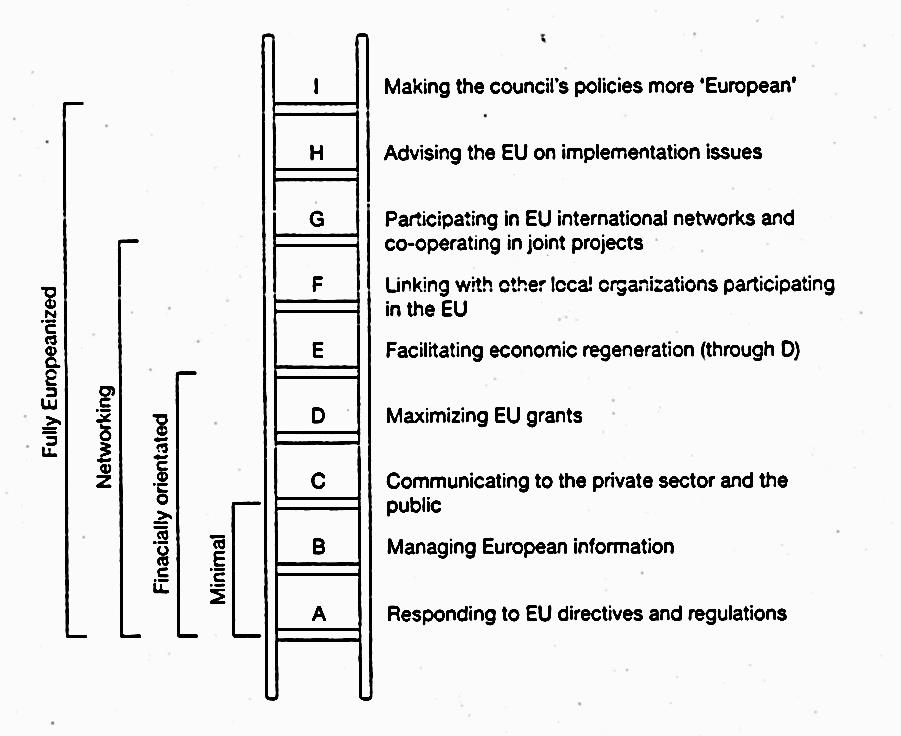 I Making the council's policies more 'European'
H Advising the EU on implementation issues
G Participating in EU international networks and
co-operating in joint projects
F Linking with other local organizations participating
in the EU
E Facilitating economic regeneration (through D)
D Maximizing EU grants
C Communicating to the private sector and the
public
B Managing European information
A Responding to EU directives and regulations
Fully Europeanized
Networking
Finacially orientated
Minimal